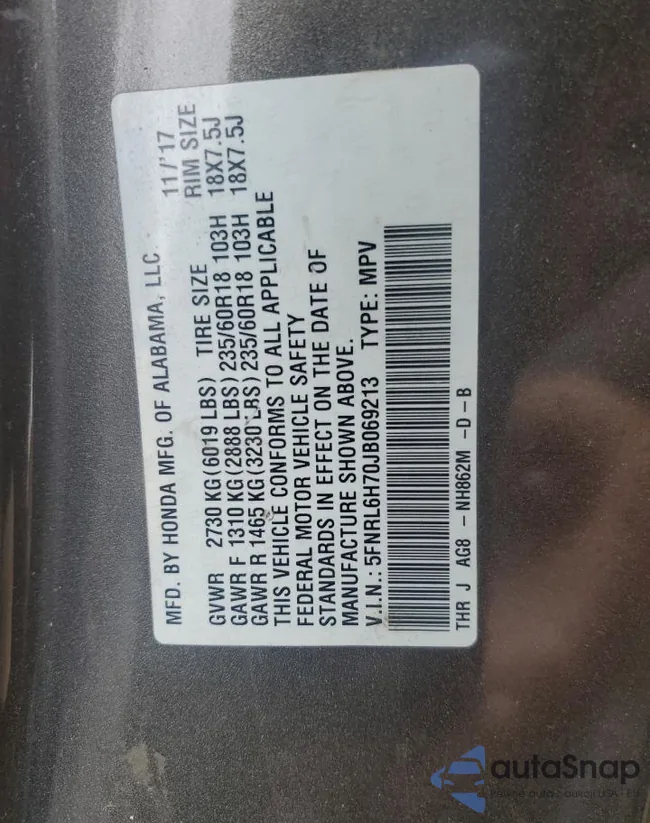 MFD. BY HONDA MFG. OF ALABAMA, LLC. 11/'17
GVWR 2730 KG(6019 LBS) TIRE SIZE RIM SIZE
GAWR F 1310 KG(2888 LBS)235/60R18 103H 18X7.5J
GAWR R 1465 KG(3230 LBS)235/60R18 103H 18X7.5J
THIS VEHICLE CONFORMS TO ALL APPLICABLE
FEDERAL MOTOR VEHICLE SAFETY
STANDARDS IN EFFECT ON THE DATE OF
MANUFACTURE SHOWN ABOVE.
V.I.N.: 5FNRL6H70JB069213 TYPE: MPV
THR J AG8 - NH862M -D-B
autaSnap